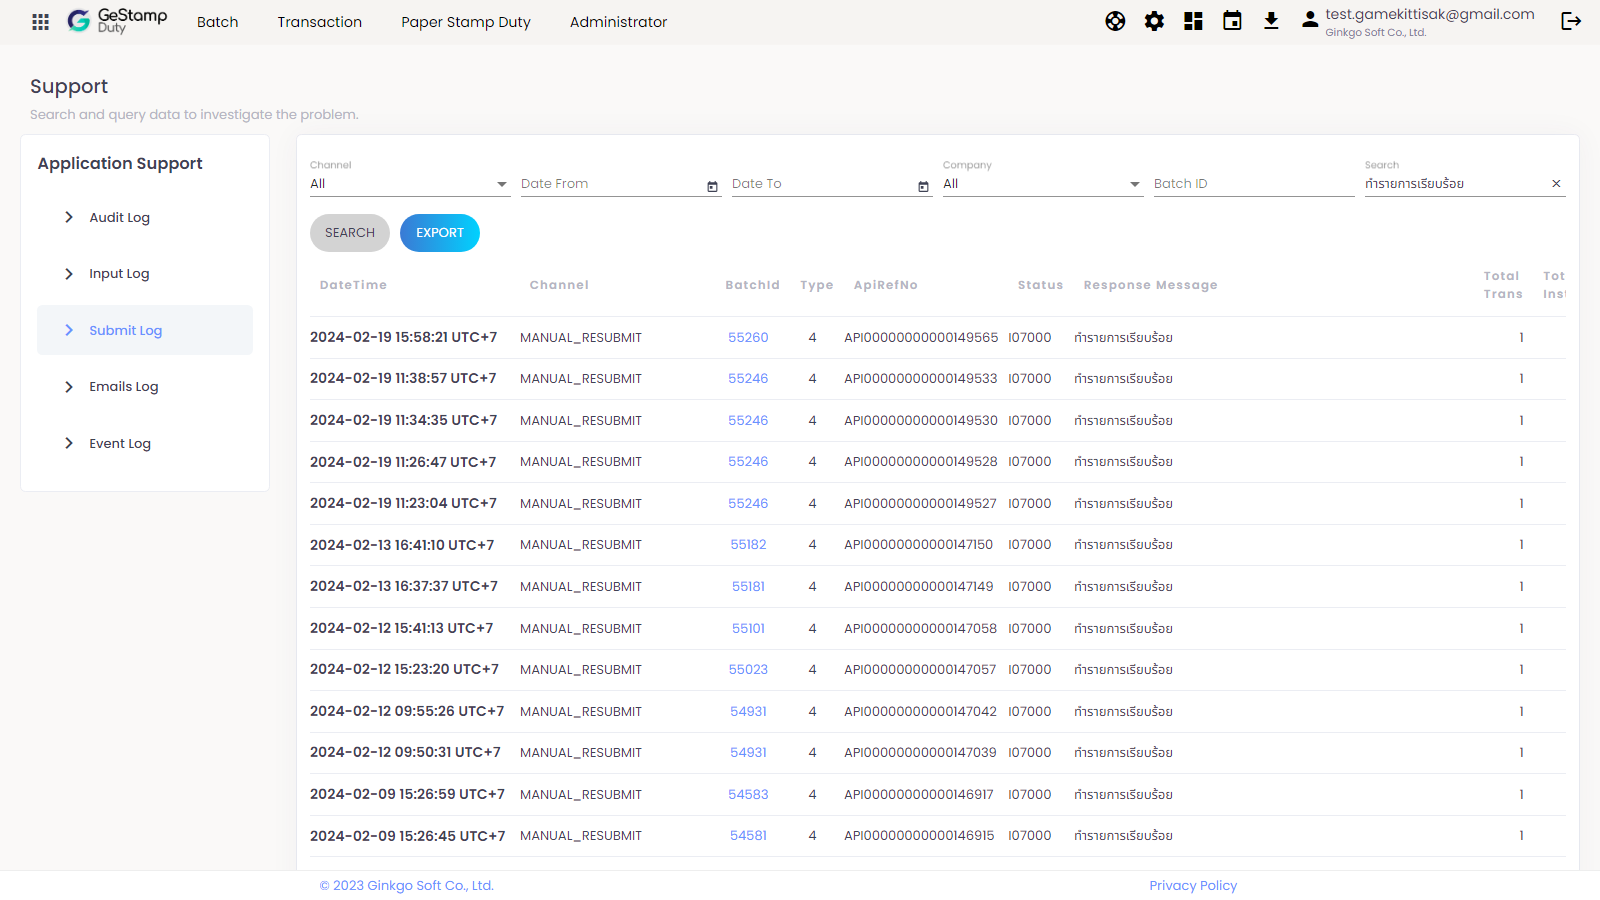 GeStamp
Duty
Batch
Transaction
Paper Stamp Duty
Administrator
test.gamekittisak@gmail.com
Ginkgo Soft Co., Ltd.
Support
Search and query data to investigate the problem.
Application Support
Audit Log
Input Log
Submit Log
Emails Log
Event Log
Channel
All
Date From
Date To
Company
All
Batch ID
Search
ทำรายการเรียบร้อย
SEARCH
EXPORT
DateTime Channel BatchId Type ApiRefNo Status Response Message Total Trans Tot Inst
2024-02-19 15:58:21 UTC+7 MANUAL_RESUBMIT 55260 4 API00000000000149565 I07000 ทำรายการเรียบร้อย 1
2024-02-19 11:38:57 UTC+7 MANUAL_RESUBMIT 55246 4 API00000000000149533 I07000 ทำรายการเรียบร้อย 1
2024-02-19 11:34:35 UTC+7 MANUAL_RESUBMIT 55246 4 API00000000000149530 I07000 ทำรายการเรียบร้อย 1
2024-02-19 11:26:47 UTC+7 MANUAL_RESUBMIT 55246 4 API00000000000149528 I07000 ทำรายการเรียบร้อย 1
2024-02-19 11:23:04 UTC+7 MANUAL_RESUBMIT 55246 4 API00000000000149527 I07000 ทำรายการเรียบร้อย 1
2024-02-13 16:41:10 UTC+7 MANUAL_RESUBMIT 55182 4 API00000000000147150 I07000 ทำรายการเรียบร้อย 1
2024-02-13 16:37:37 UTC+7 MANUAL_RESUBMIT 55181 4 API00000000000147149 I07000 ทำรายการเรียบร้อย 1
2024-02-12 15:41:13 UTC+7 MANUAL_RESUBMIT 55101 4 API00000000000147058 I07000 ทำรายการเรียบร้อย 1
2024-02-12 15:23:20 UTC+7 MANUAL_RESUBMIT 55023 4 API00000000000147057 I07000 ทำรายการเรียบร้อย 1
2024-02-12 09:55:26 UTC+7 MANUAL_RESUBMIT 54931 4 API00000000000147042 I07000 ทำรายการเรียบร้อย 1
2024-02-12 09:50:31 UTC+7 MANUAL_RESUBMIT 54931 4 API00000000000147039 I07000 ทำรายการเรียบร้อย 1
2024-02-09 15:26:59 UTC+7 MANUAL_RESUBMIT 54583 4 API00000000000146917 I07000 ทำรายการเรียบร้อย 1
2024-02-09 15:26:45 UTC+7 MANUAL_RESUBMIT 54581 4 API00000000000146915 I07000 ทำรายการเรียบร้อย 1
© 2023 Ginkgo Soft Co., Ltd.
Privacy Policy